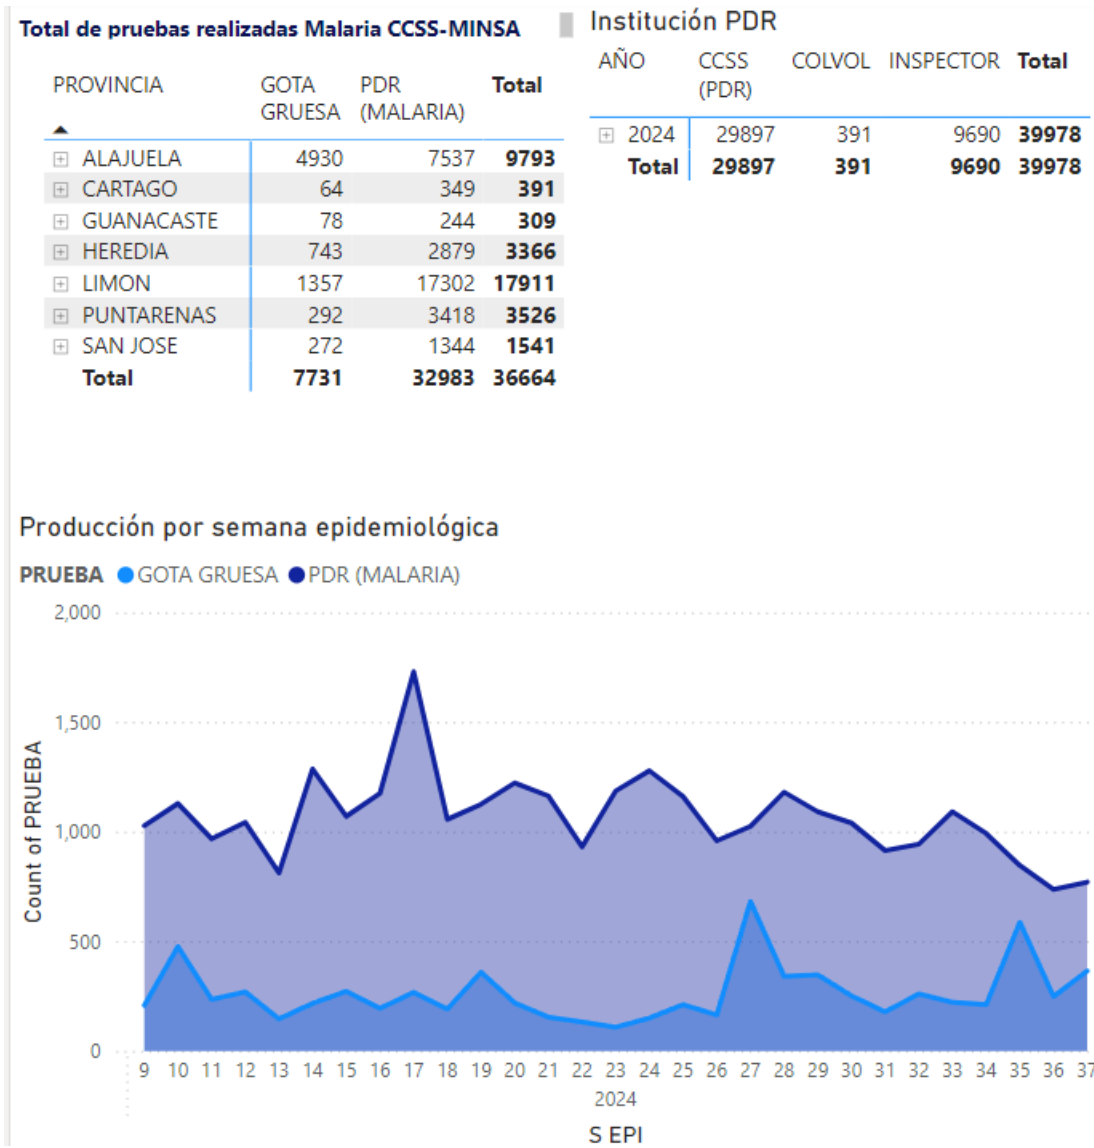 Total de pruebas realizadas Malaria CCSS-MINSA
PROVINCIA GOTA GRUESA PDR (MALARIA) Total
ALAJUELA 4930 7537 9793
CARTAGO 64 349 391
GUANACASTE 78 244 309
HEREDIA 743 2879 3366
LIMON 1357 17302 17911
PUNTARENAS 292 3418 3526
SAN JOSE 272 1344 1541
Total 7731 32983 36664
Institución PDR
AÑO CCSS (PDR) COLVOL INSPECTOR Total
2024 29897 391 9690 39978
Total 29897 391 9690 39978
Producción por semana epidemiológica
PRUEBA GOTA GRUESA PDR (MALARIA)
Count of PRUEBA
2,000
1,500
1,000
500
0
9 10 11 12 13 14 15 16 17 18 19 20 21 22 23 24 25 26 27 28 29 30 31 32 33 34 35 36 37
2024
S EPI